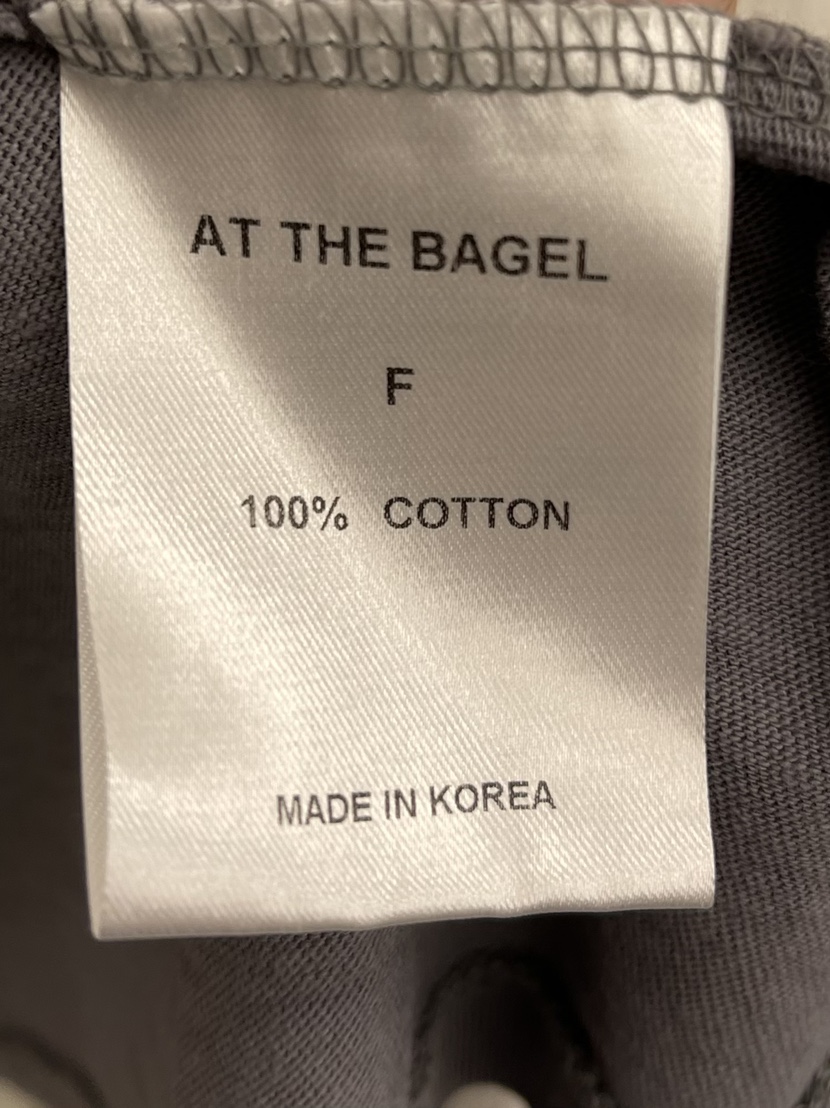 AT THE BAGEL
F
100% COTTON
MADE IN KOREA